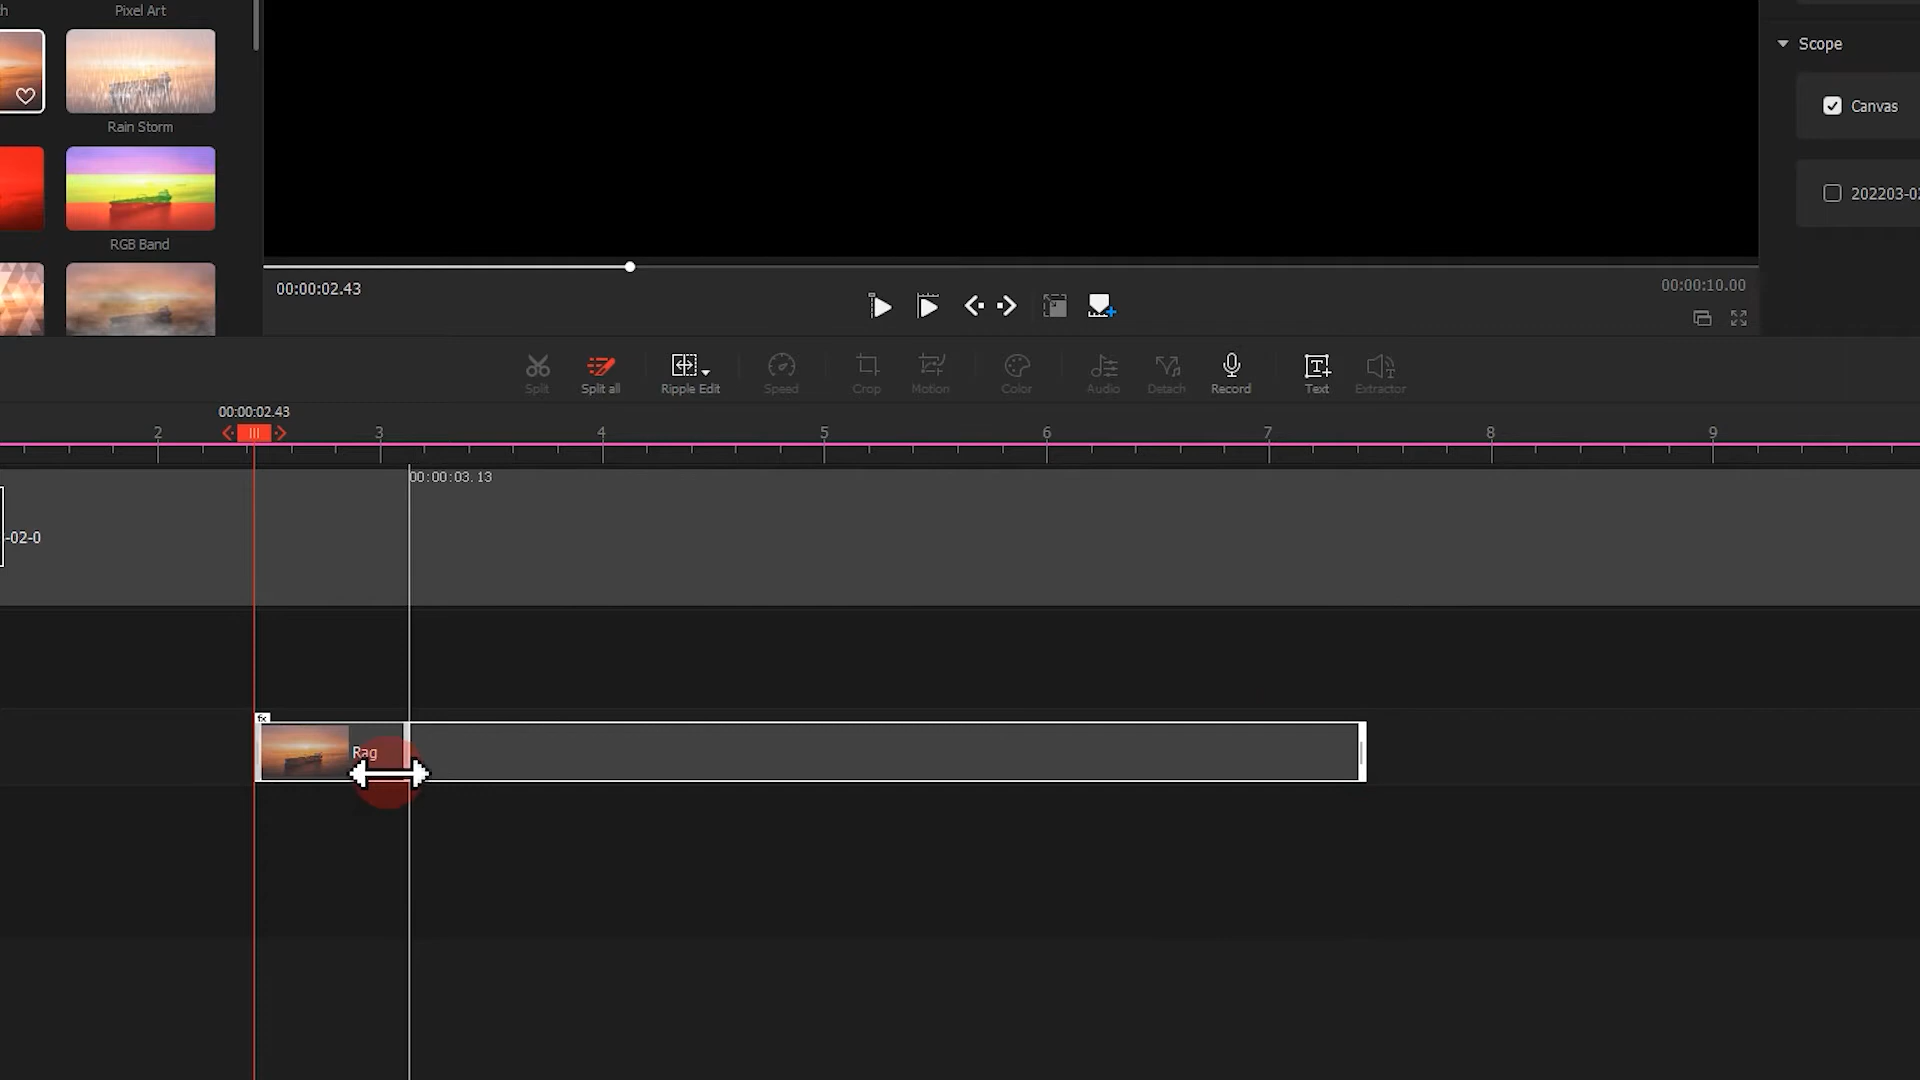 Pixel Art
Scope
Canvas
Rain Storm
202203-02
RGB Band
00:00:02.43
00:00:10.00
Split
Split all
Ripple Edit
Speed
Crop
Motion
Color
Audio
Detach
Record
Text
Extractor
00:00:02.43
2
3
4
5
6
7
8
9
00:00:03.13
-02-0
fx
Rag